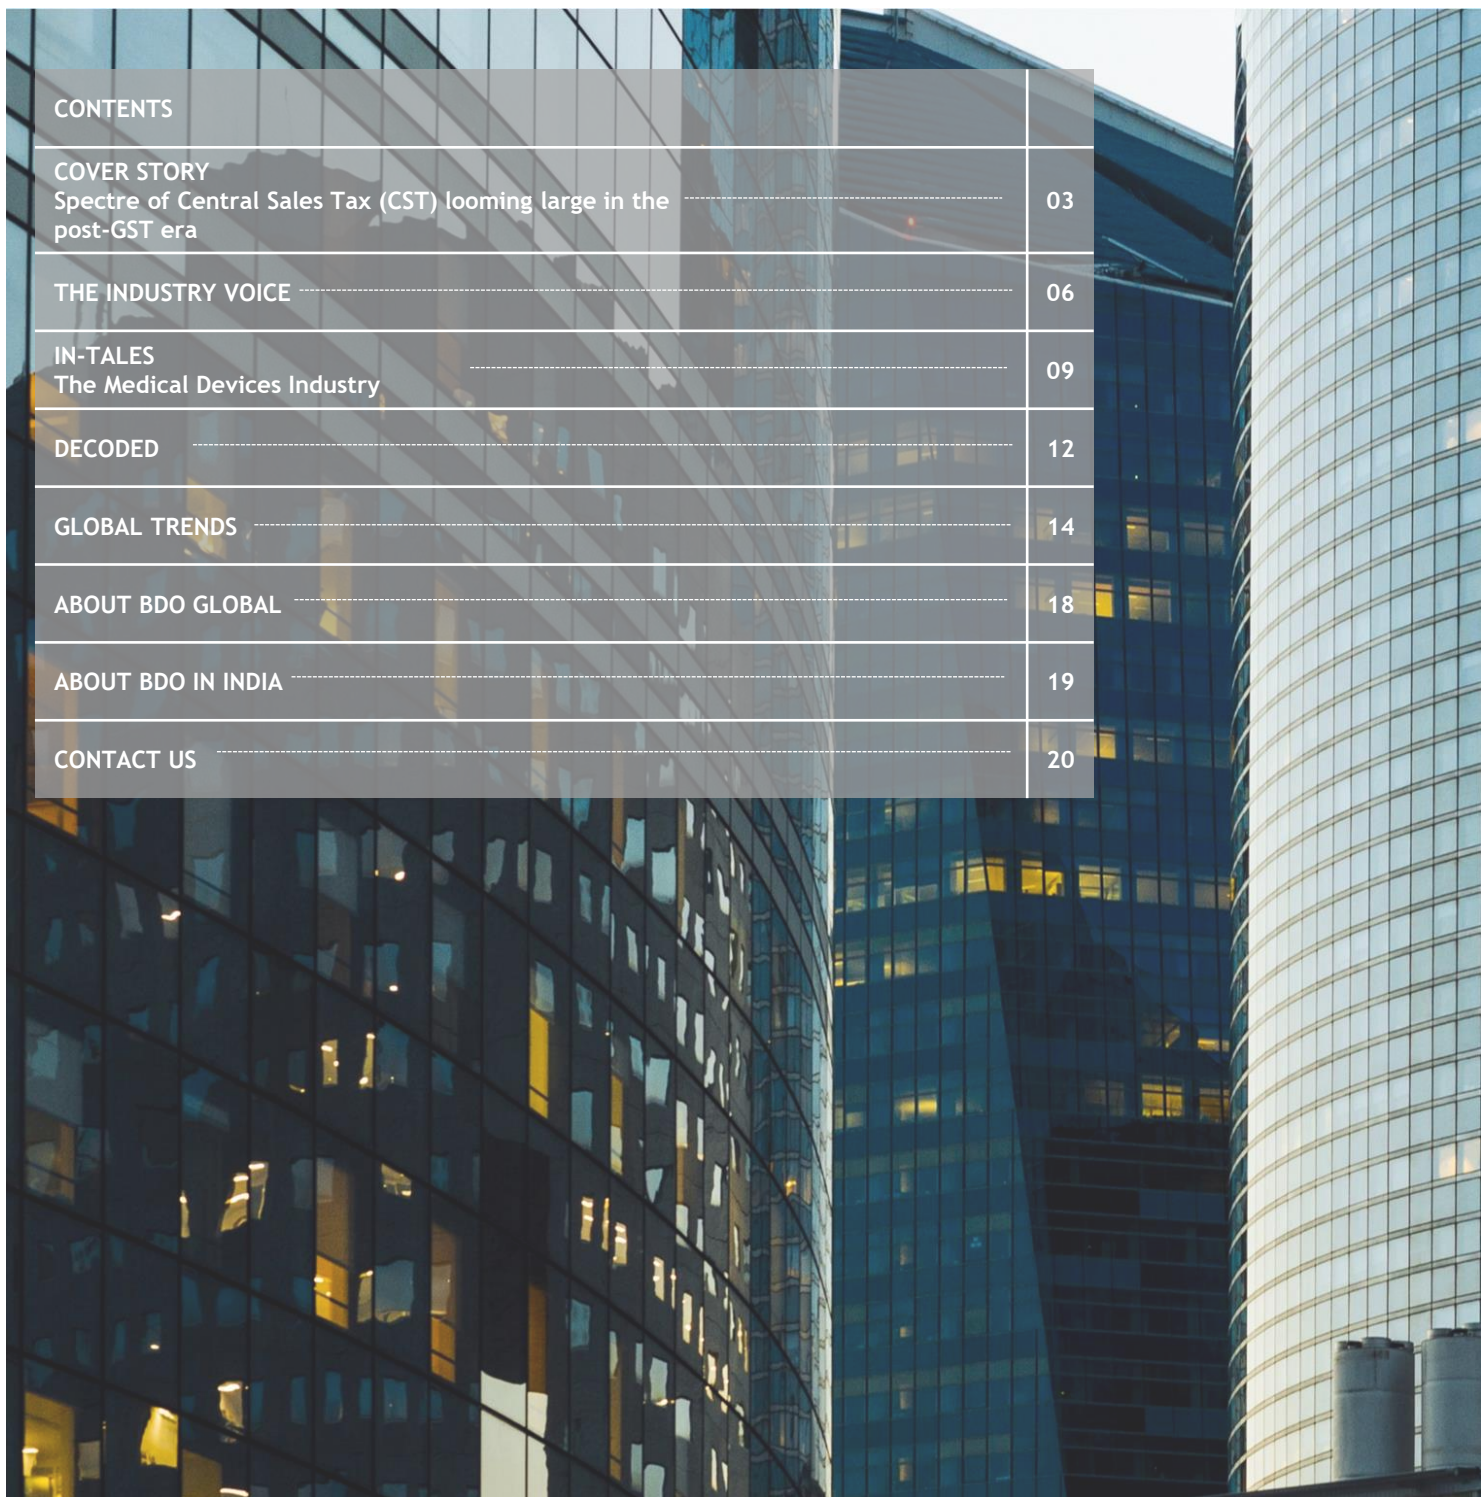 CONTENTS
COVER STORY
Spectre of Central Sales Tax (CST) looming large in the
post-GST era
03
THE INDUSTRY VOICE
06
IN-TALES
The Medical Devices Industry
09
DECODED
12
GLOBAL TRENDS
14
ABOUT BDO GLOBAL
18
ABOUT BDO IN INDIA
19
CONTACT US
20